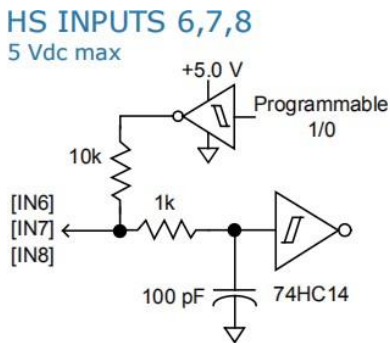 HS INPUTS 6,7,8
5 Vdc max
+5.0 V
Programmable
1/0
10k
[IN6]
1k
[IN7]
[IN8]
100 pF
74HC14